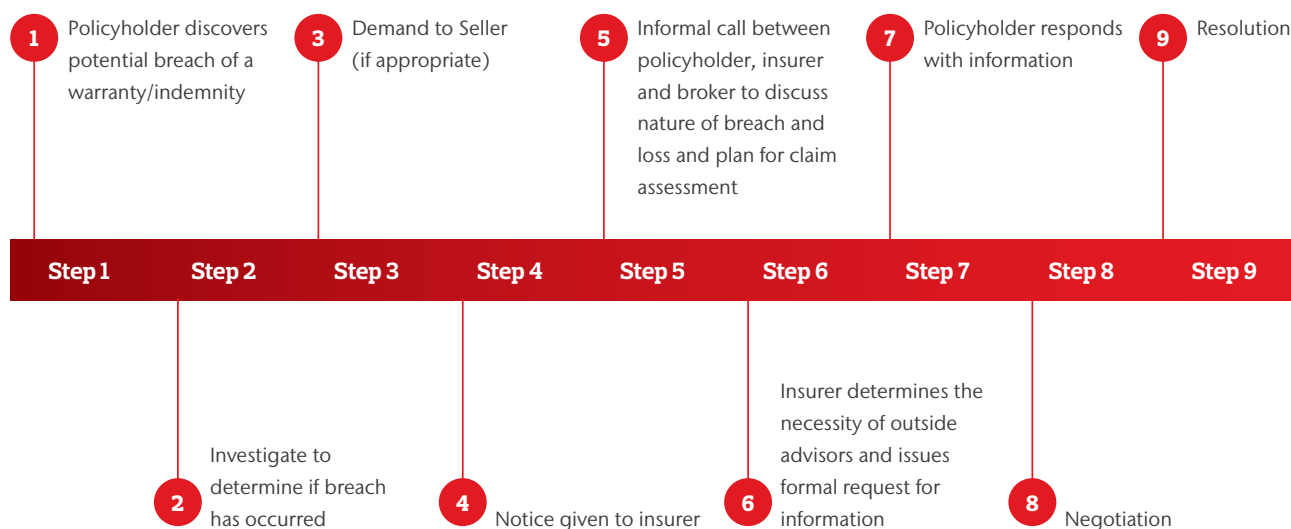 1
Policyholder discovers
potential breach of a
warranty/indemnity
3
Demand to Seller
(if appropriate)
5
Informal call between
policyholder, insurer
and broker to discuss
nature of breach and
loss and plan for claim
assessment
7
Policyholder responds
with information
9
Resolution
Step 1
Step 2
Step 3
Step 4
Step 5
Step 6
Step 7
Step 8
Step 9
2
Investigate to
determine if breach
has occurred
4
Notice given to insurer
6
Insurer determines the
necessity of outside
advisors and issues
formal request for
information
8
Negotiation